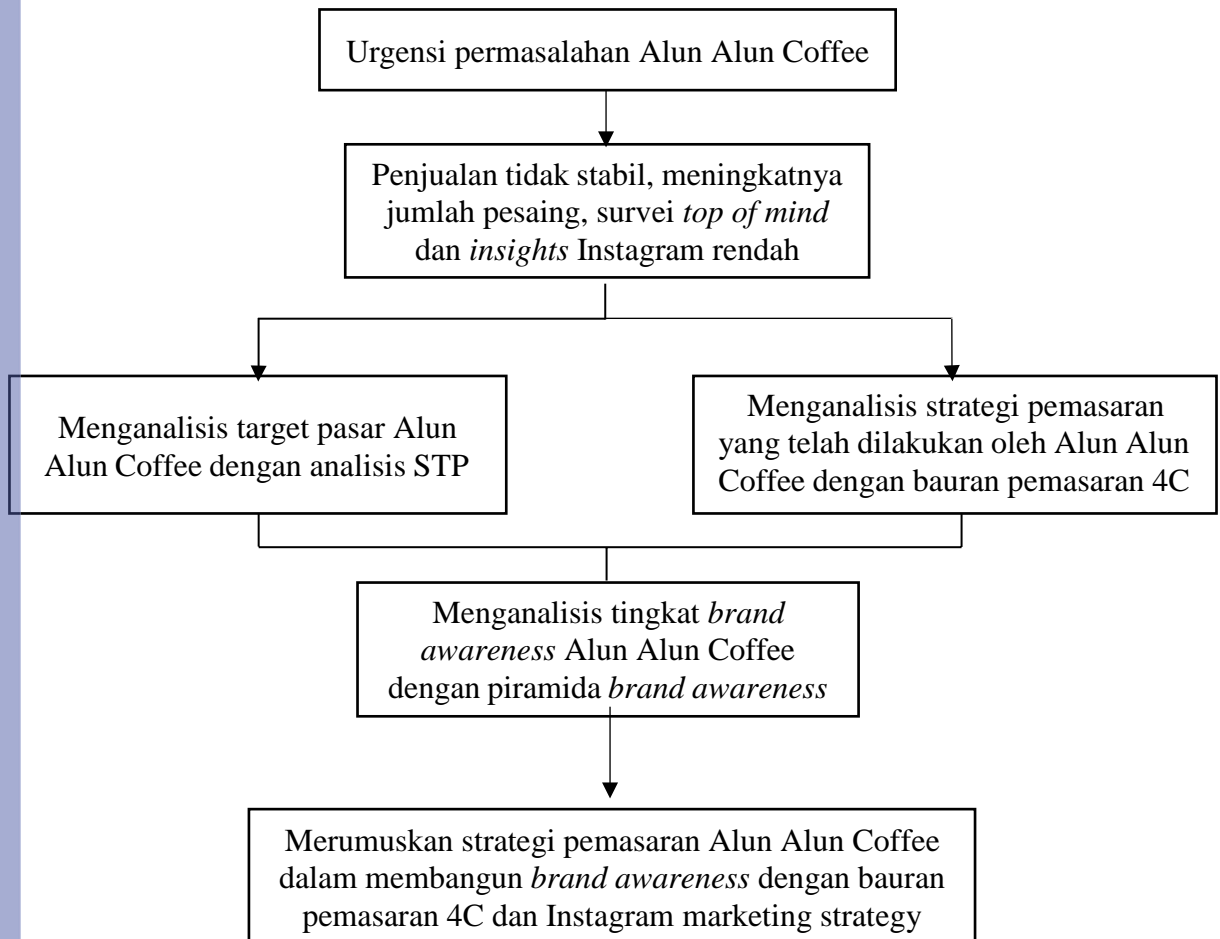 Urgensi permasalahan Alun Alun Coffee
Penjualan tidak stabil, meningkatnya
jumlah pesaing, survei top of mind
dan insights Instagram rendah
Menganalisis target pasar Alun
Alun Coffee dengan analisis STP
Menganalisis strategi pemasaran
yang telah dilakukan oleh Alun Alun
Coffee dengan bauran pemasaran 4C
Menganalisis tingkat brand
awareness Alun Alun Coffee
dengan piramida brand awareness
Merumuskan strategi pemasaran Alun Alun Coffee
dalam membangun brand awareness dengan bauran
pemasaran 4C dan Instagram marketing strategy